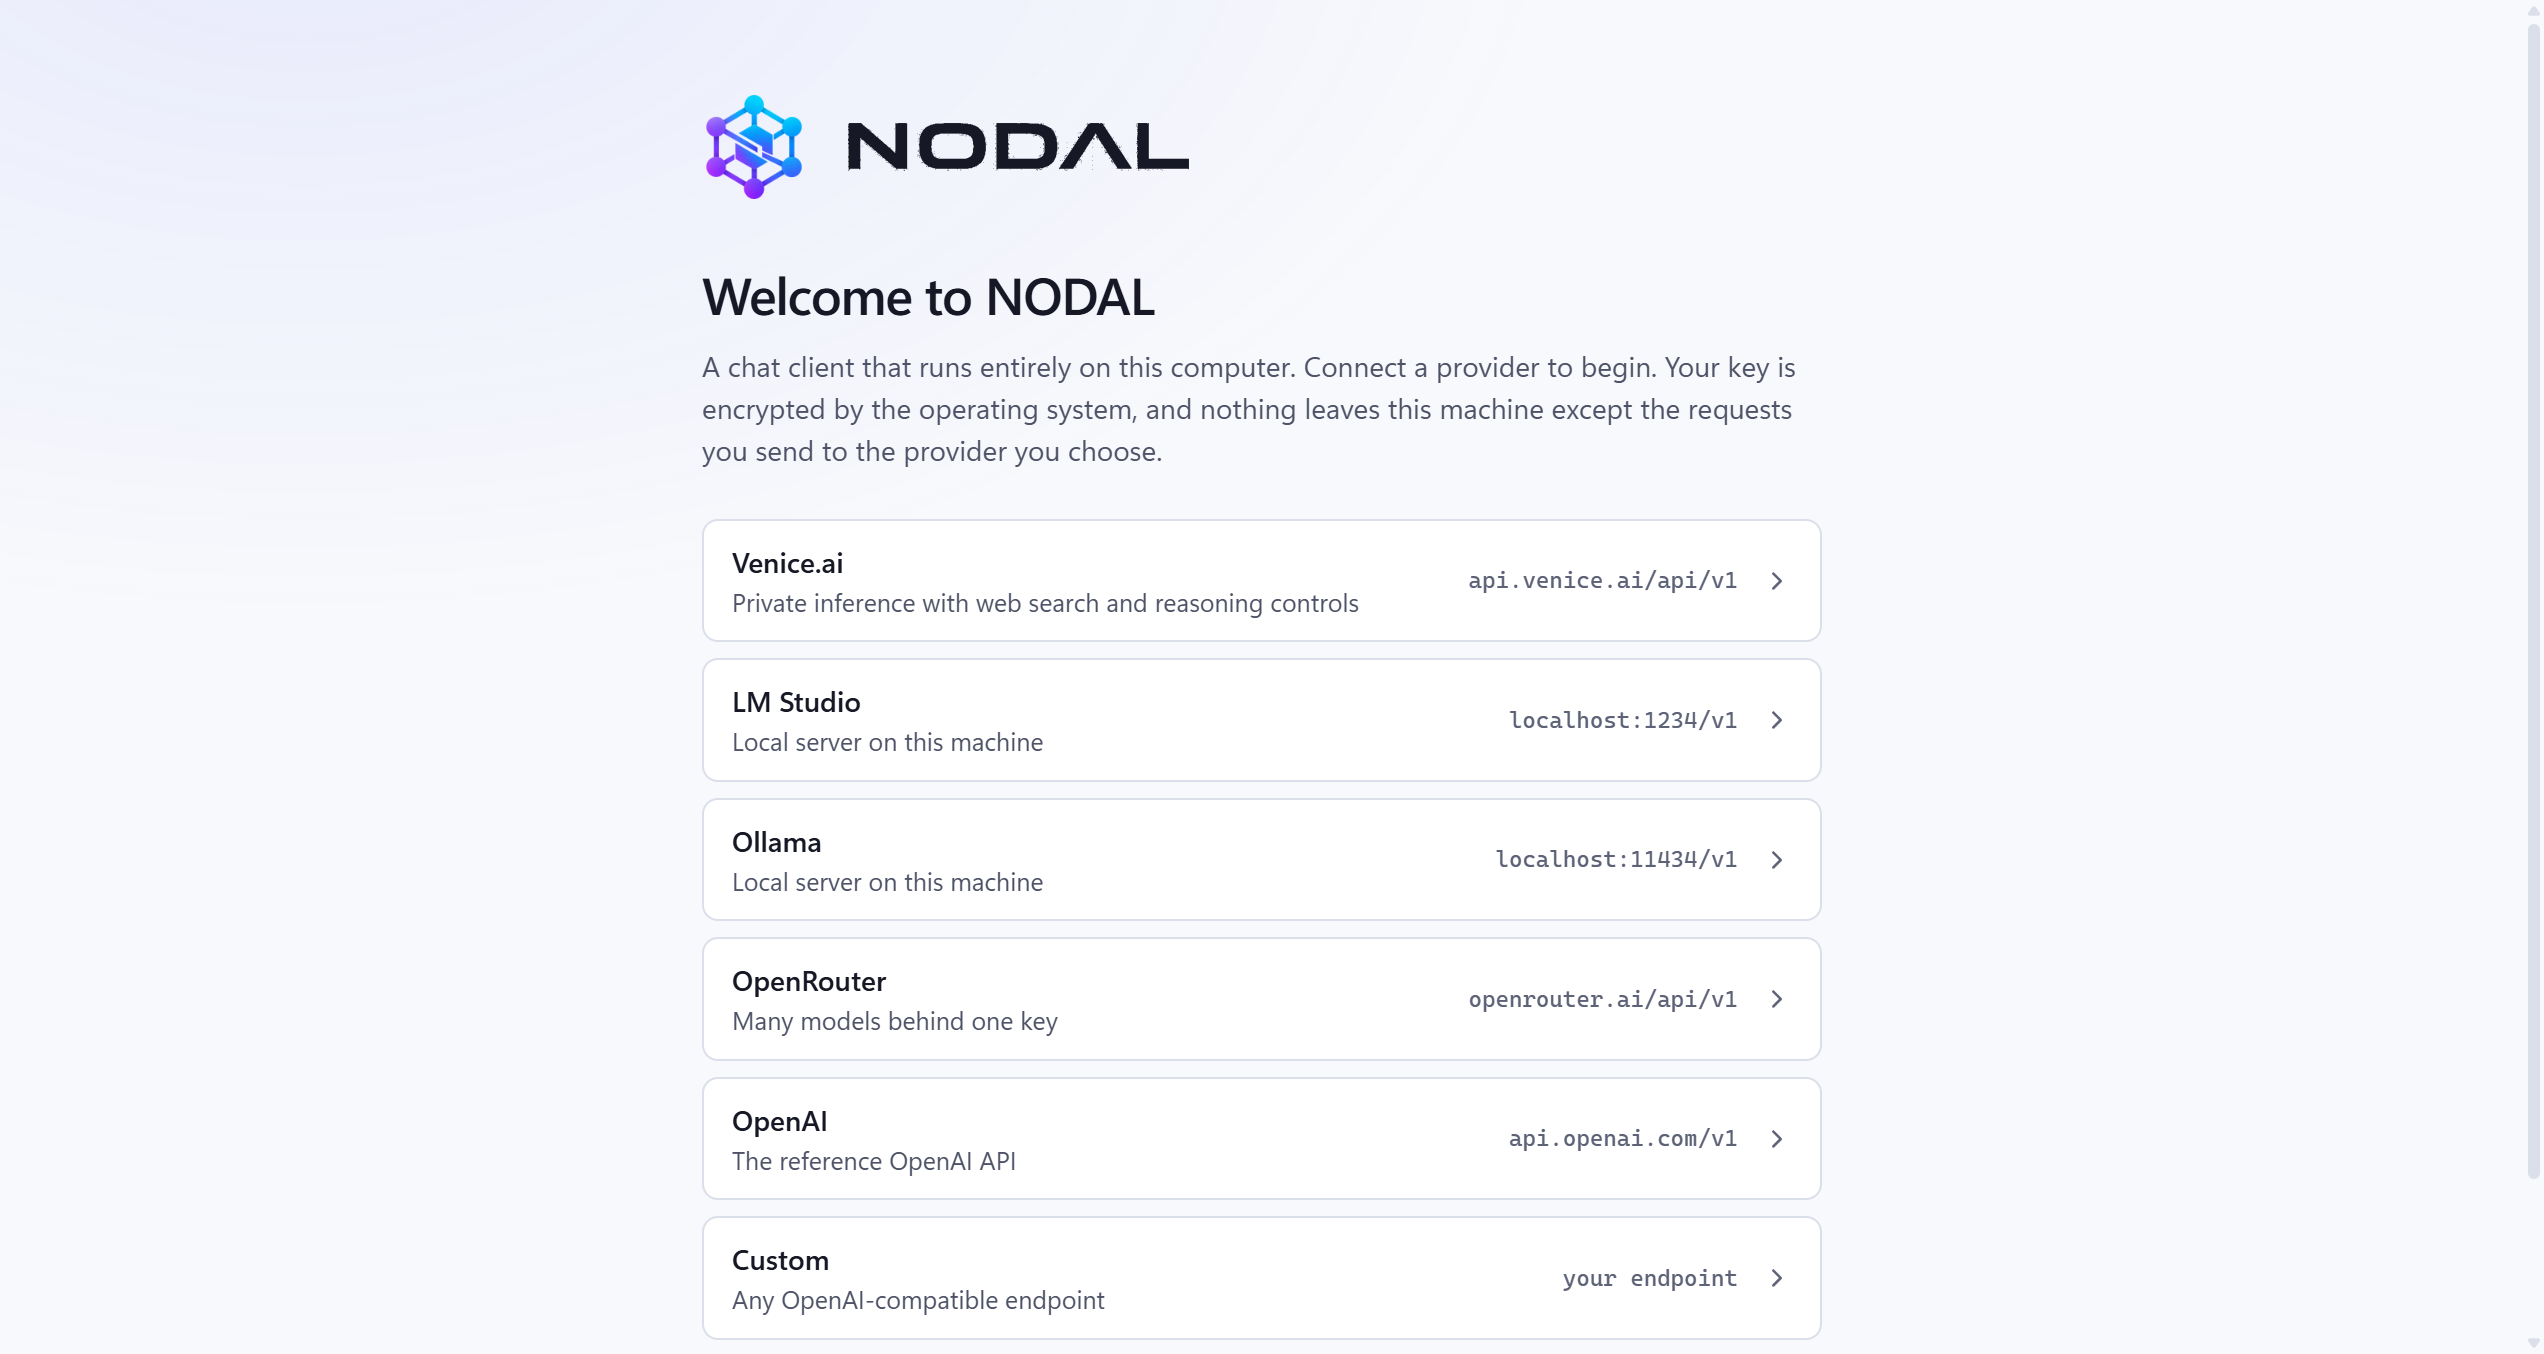 NODAL
Welcome to NODAL
A chat client that runs entirely on this computer. Connect a provider to begin. Your key is
encrypted by the operating system, and nothing leaves this machine except the requests
you send to the provider you choose.
Venice.ai
Private inference with web search and reasoning controls
api.venice.ai/api/v1
LM Studio
Local server on this machine
localhost:1234/v1
Ollama
Local server on this machine
localhost:11434/v1
OpenRouter
Many models behind one key
openrouter.ai/api/v1
OpenAI
The reference OpenAI API
api.openai.com/v1
Custom
Any OpenAI-compatible endpoint
your endpoint